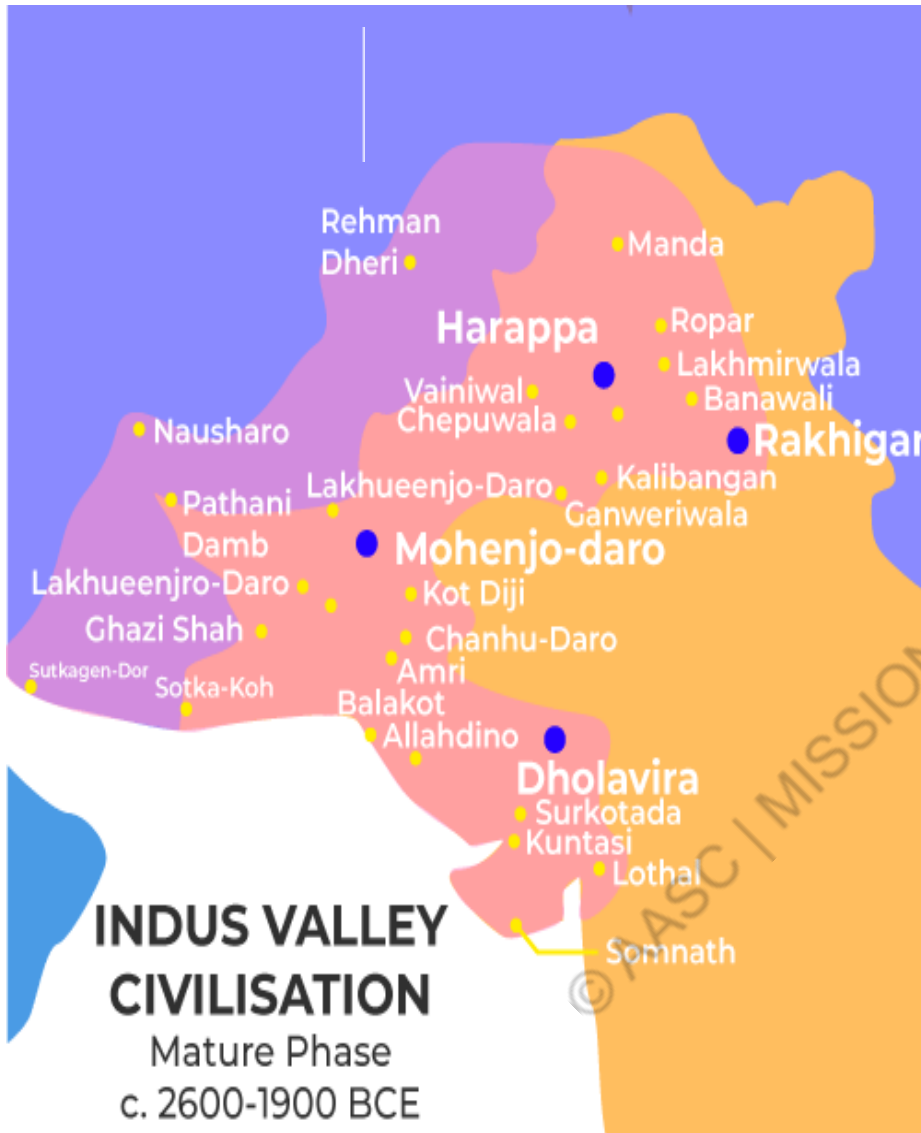 Rehman
Dheri
Manda
Harappa
Ropar
Lakhmirwala
Vainiwal
Banawali
Chepuwala
Nausharo
Rakhigar
Kalibangan
Lakhueenjo-Daro
Pathani
Damb
Ganweriwala
Mohenjo-daro
Lakhueenjro-Daro
Kot Diji
Ghazi Shah
Chanhu-Daro
Amri
Sutkagen-Dor
Sotka-Koh
Balakot
Allahdino
Dholavira
Surkotada
Kuntasi
Lothal
Somnath
© AASC | MISSION
INDUS VALLEY
CIVILISATION
Mature Phase
c. 2600-1900 BCE